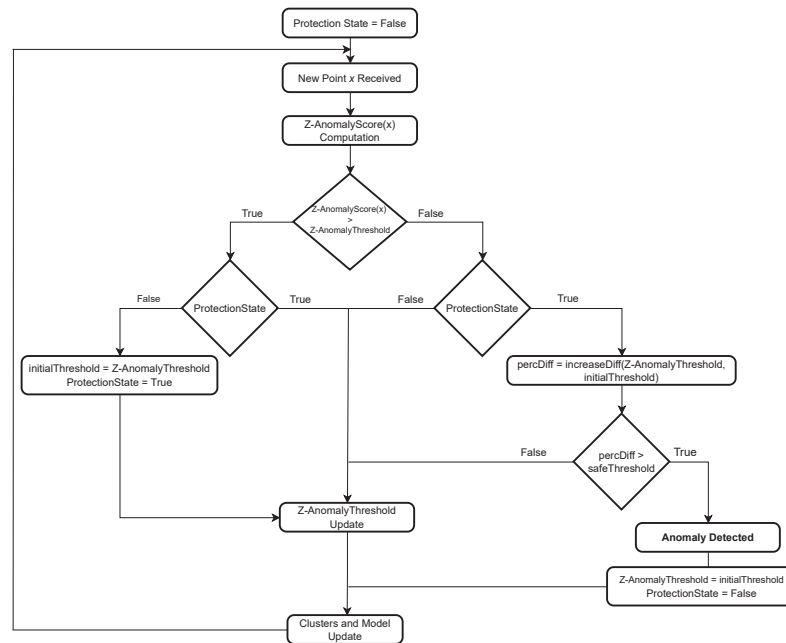 Protection State = False
New Point x Received
Z-AnomalyScore(x)
Computation
Z-AnomalyScore(x)
>
Z-AnomalyThreshold
True
False
ProtectionState
ProtectionState
False
True
False
True
initialThreshold = Z-AnomalyThreshold
ProtectionState = True
percDiff = increaseDiff(Z-AnomalyThreshold,
initialThreshold)
percDiff >
safeThreshold
False
True
Z-AnomalyThreshold
Update
Anomaly Detected
Z-AnomalyThreshold = initialThreshold
ProtectionState = False
Clusters and Model
Update